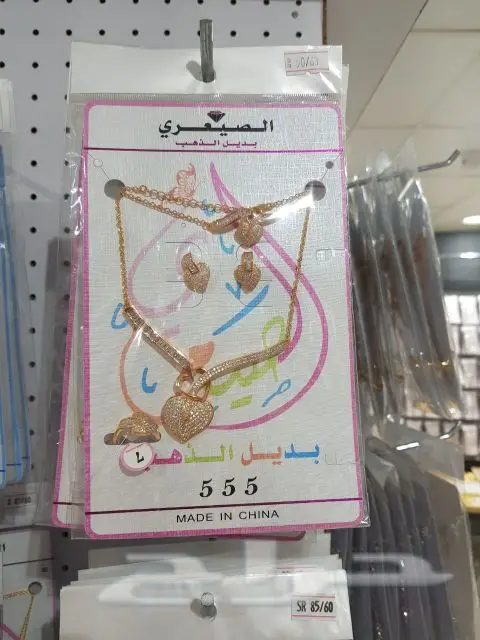 الصيعري
بديل الذهب
بديل الذهب
555
MADE IN CHINA
SR 85/60